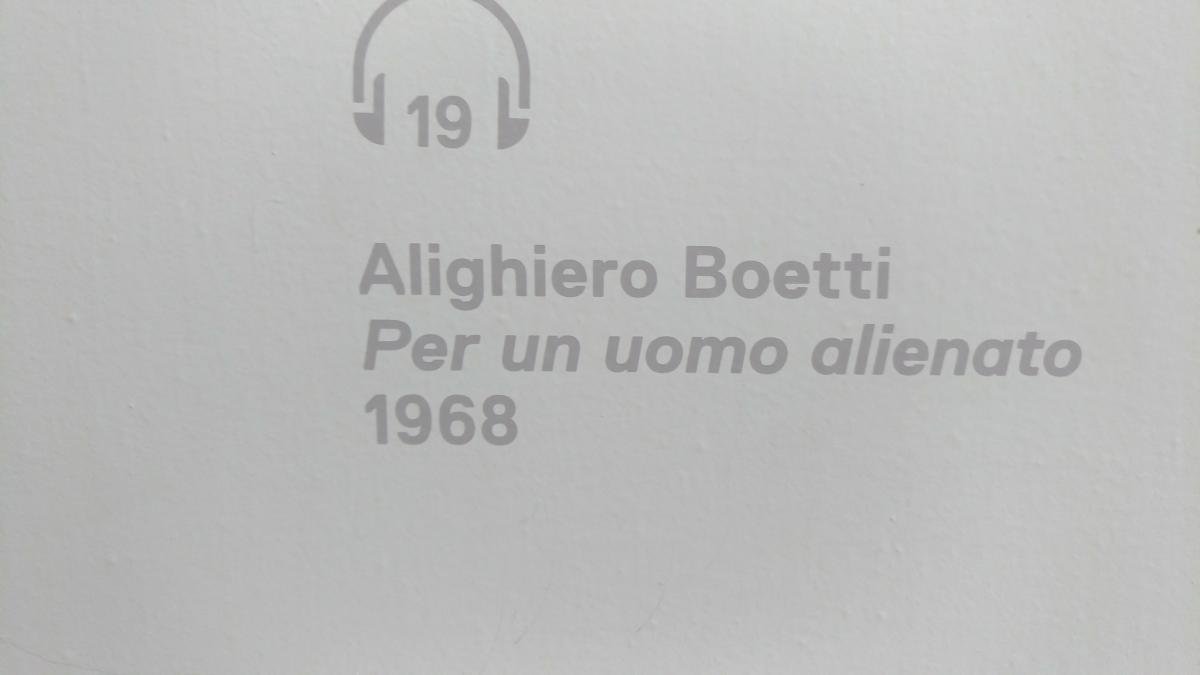 19
Alighiero Boetti
Per un uomo alienato
1968